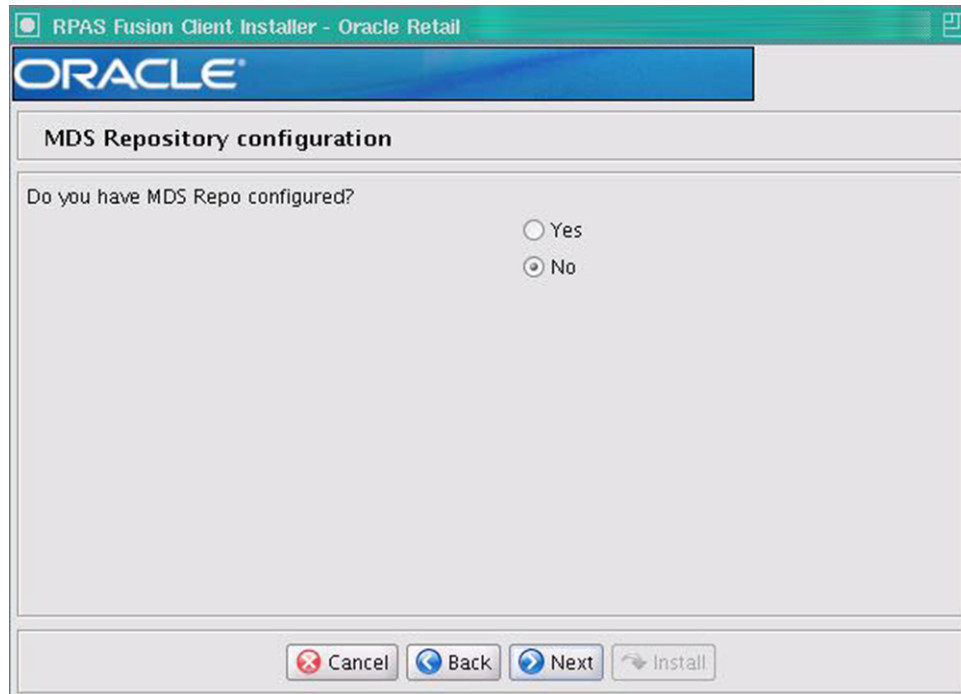 RPAS Fusion Client Installer - Oracle Retail
ORACLE®
MDS Repository configuration
Do you have MDS Repo configured?
Yes
No
Cancel Back Next Install